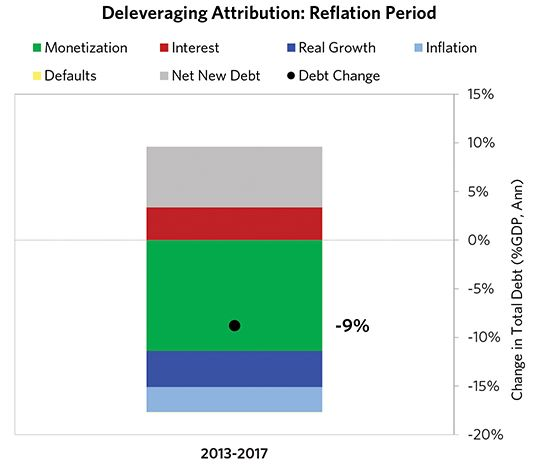 Deleveraging Attribution: Reflation Period
Monetization Interest Real Growth Inflation
Defaults Net New Debt Debt Change
15%
10%
5%
0%
-5%
-10%
-15%
-20%
Change in Total Debt (%GDP, Ann)
-9%
2013-2017